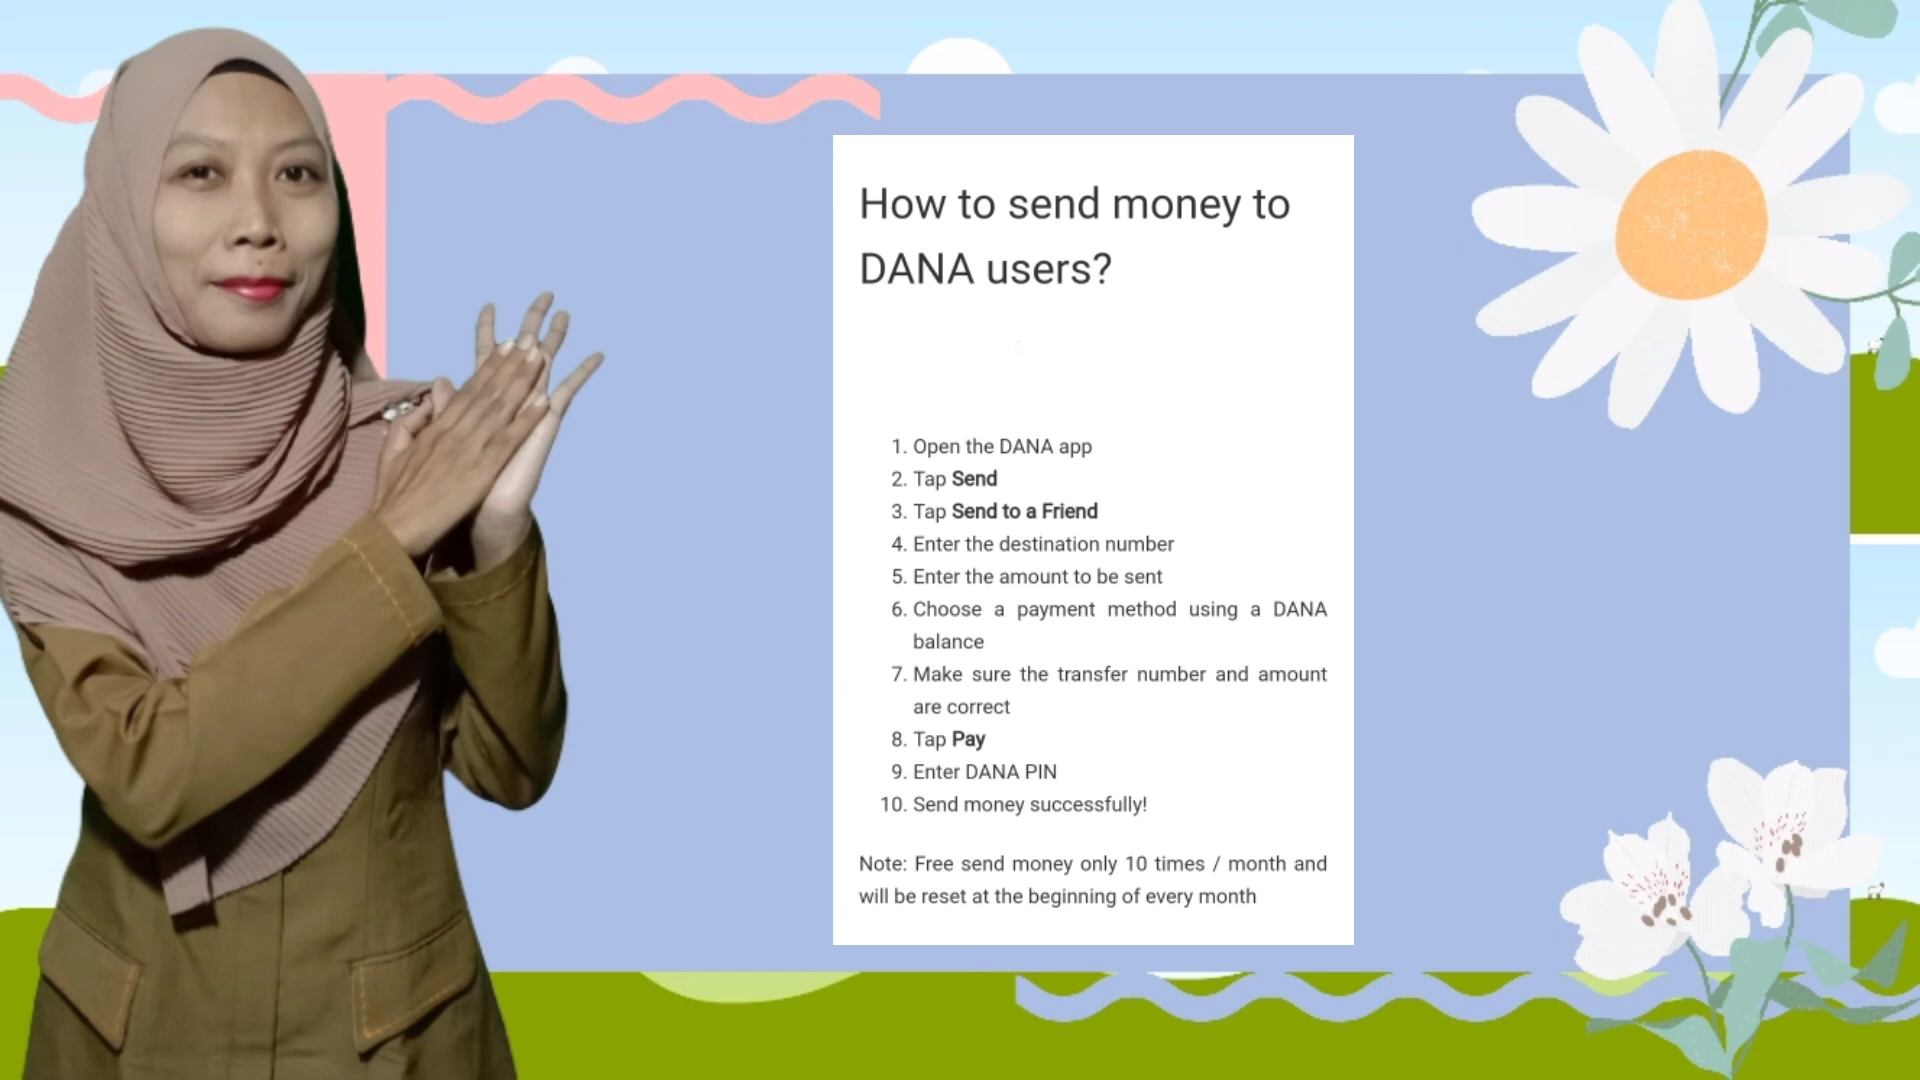 How to send money to
DANA users?
1. Open the DANA app
2. Tap Send
3. Tap Send to a Friend
4. Enter the destination number
5. Enter the amount to be sent
6. Choose a payment method using a DANA
balance
7. Make sure the transfer number and amount
are correct
8. Tap Pay
9. Enter DANA PIN
10. Send money successfully!
Note: Free send money only 10 times / month and
will be reset at the beginning of every month